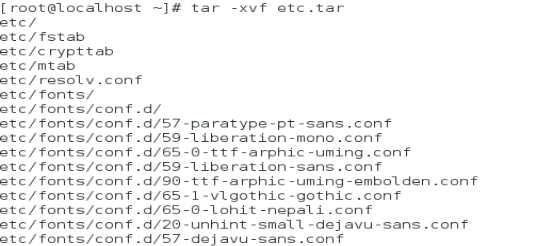 [root@localhost ~]# tar -xvf etc.tar
etc/
etc/fstab
etc/crypttab
etc/mtab
etc/resolv.conf
etc/fonts/
etc/fonts/conf.d/
etc/fonts/conf.d/57-paratype-pt-sans.conf
etc/fonts/conf.d/59-liberation-mono.conf
etc/fonts/conf.d/65-0-ttf-arphic-uming.conf
etc/fonts/conf.d/59-liberation-sans.conf
etc/fonts/conf.d/90-ttf-arphic-uming-embolden.conf
etc/fonts/conf.d/65-1-vlgothic-gothic.conf
etc/fonts/conf.d/65-0-lohit-nepali.conf
etc/fonts/conf.d/20-unhint-small-dejavu-sans.conf
etc/fonts/conf.d/57-dejavu-sans.conf